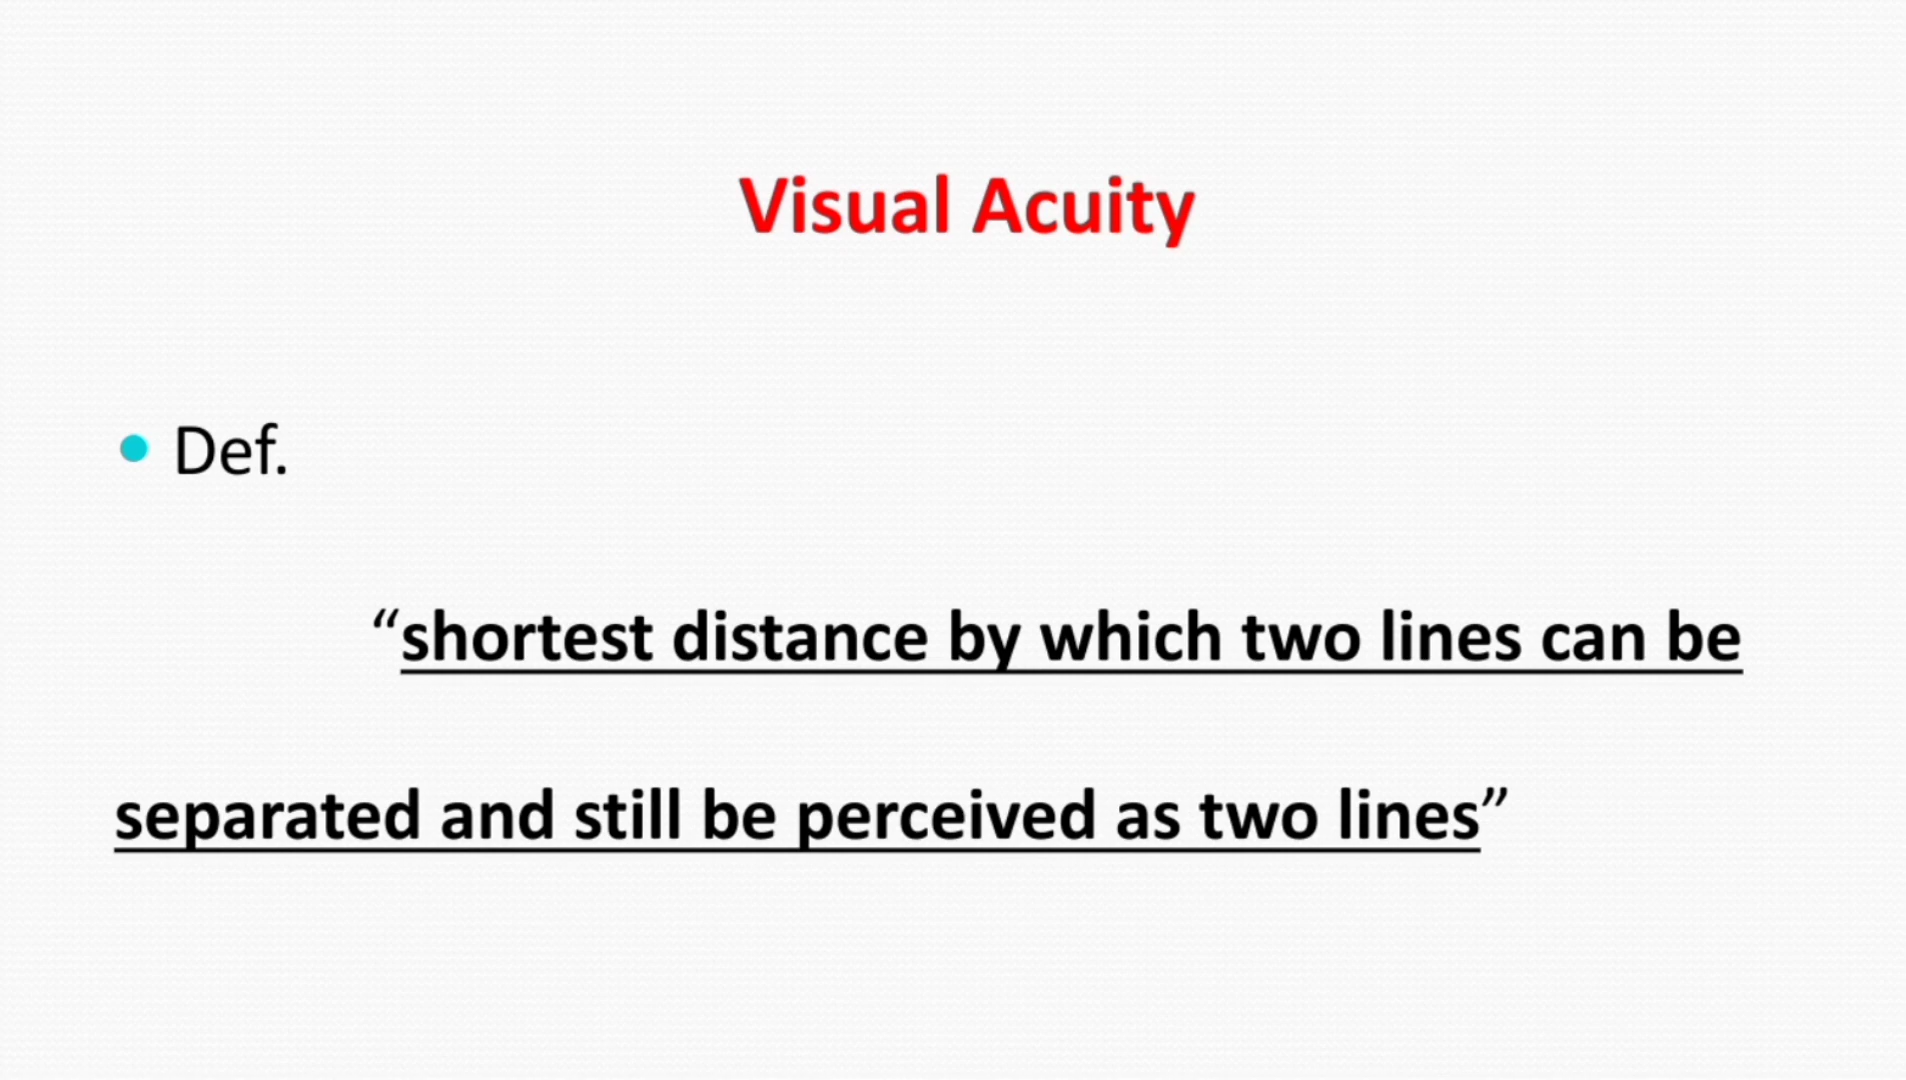 Visual Acuity
Def.
“shortest distance by which two lines can be
separated and still be perceived as two lines”